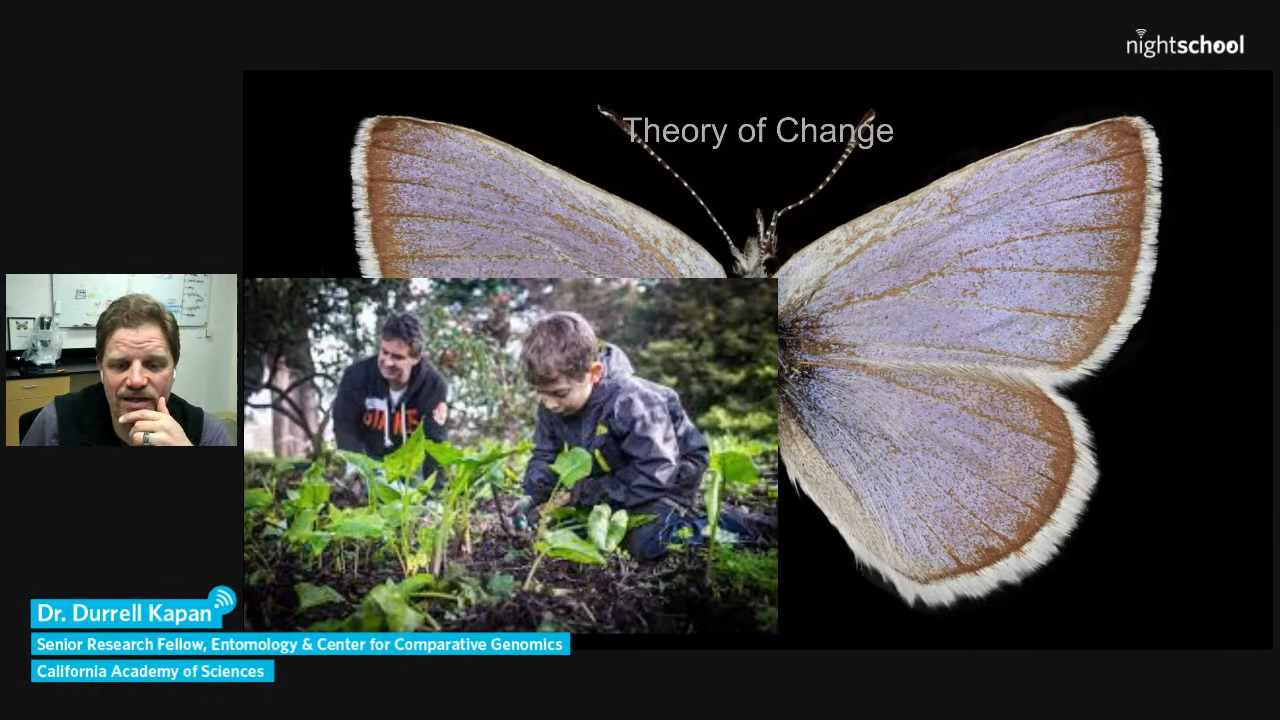 nightschool
Theory of Change
GIANTS
Dr. Durrell Kapan
Senior Research Fellow, Entomology & Center for Comparative Genomics
California Academy of Sciences